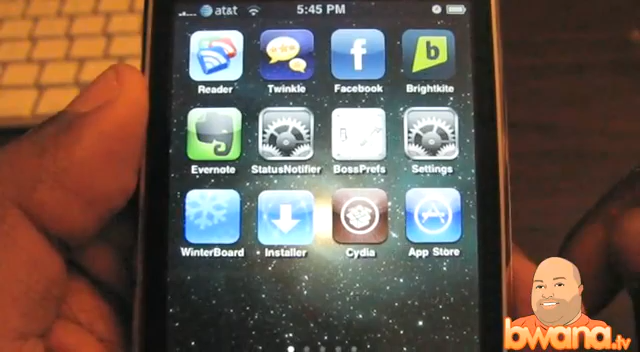 at&t 5:45 PM
Reader Twinkle Facebook Brightkite
Evernote StatusNotifier BossPrefs Settings
WinterBoard Installer Cydia App Store
bwana.tv